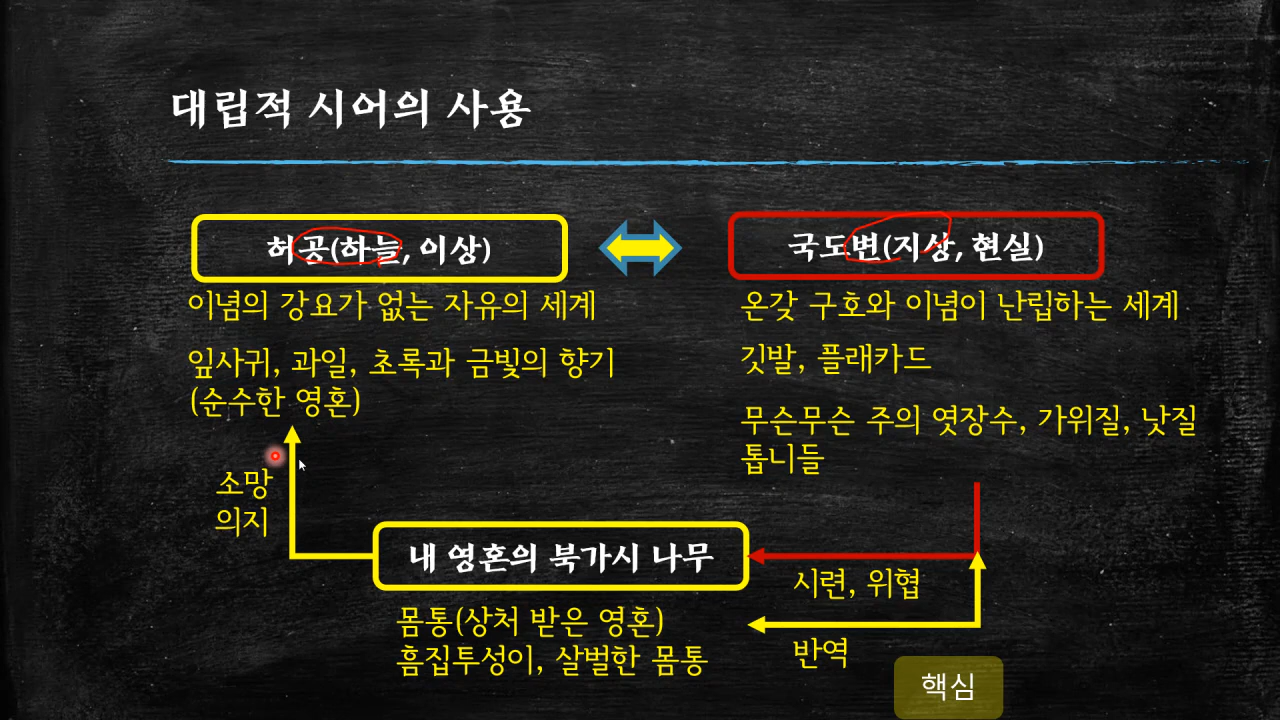 대립적 시어의 사용
허공(하늘, 이상)
국도변(지상, 현실)
이념의 강요가 없는 자유의 세계
온갖 구호와 이념이 난립하는 세계
잎사귀, 과일, 초록과 금빛의 향기
(순수한 영혼)
깃발, 플래카드
무슨무슨 주의 엿장수, 가위질, 낫질
톱니들
소망
의지
내 영혼의 북가시 나무
시련, 위협
몸통(상처 받은 영혼)
흠집투성이, 살벌한 몸통
반역
핵심